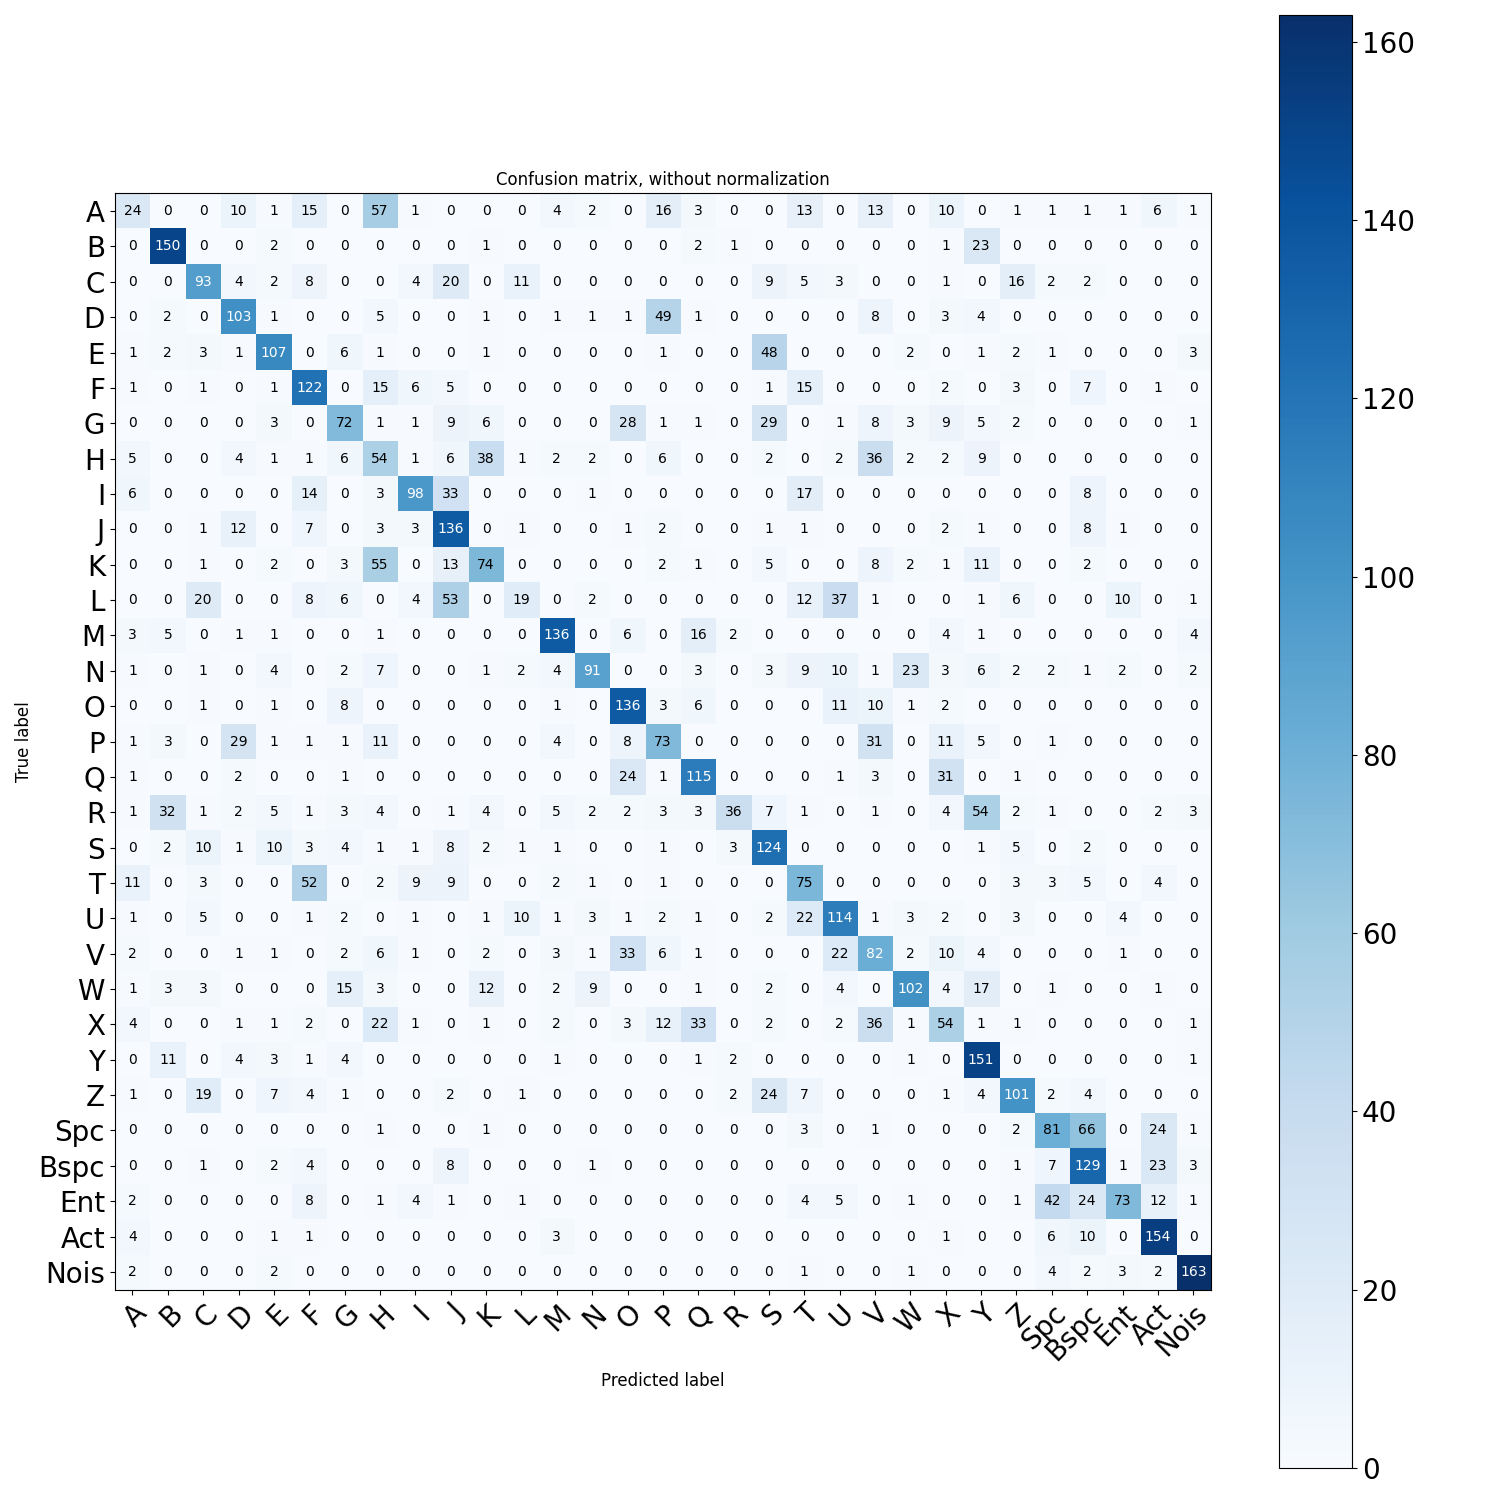 Confusion matrix, without normalization
True label
A 24 0 0 10 1 15 0 57 1 0 0 0 4 2 0 16 3 0 0 13 0 13 0 10 0 1 1 1 1 6 1
B 0 150 0 0 2 0 0 0 0 0 1 0 0 0 0 0 2 1 0 0 0 0 0 1 23 0 0 0 0 0 0
C 0 0 93 4 2 8 0 0 4 20 0 11 0 0 0 0 0 0 9 5 3 0 0 1 0 16 2 2 0 0 0
D 0 2 0 103 1 0 0 5 0 0 1 0 1 1 1 49 1 0 0 0 0 8 0 3 4 0 0 0 0 0 0
E 1 2 3 1 107 0 6 1 0 0 1 0 0 0 0 1 0 0 48 0 0 0 2 0 1 2 1 0 0 0 3
F 1 0 1 0 1 122 0 15 6 5 0 0 0 0 0 0 0 0 1 15 0 0 0 2 0 3 0 7 0 1 0
G 0 0 0 0 3 0 72 1 1 9 6 0 0 0 28 1 1 0 29 0 1 8 3 9 5 2 0 0 0 0 1
H 5 0 0 4 1 1 6 54 1 6 38 1 2 2 0 6 0 0 2 0 2 36 2 2 9 0 0 0 0 0 0
I 6 0 0 0 0 14 0 3 98 33 0 0 0 1 0 0 0 0 0 17 0 0 0 0 0 0 0 8 0 0 0
J 0 0 1 12 0 7 0 3 3 136 0 1 0 0 1 2 0 0 1 1 0 0 0 2 1 0 0 8 1 0 0
K 0 0 1 0 2 0 3 55 0 13 74 0 0 0 0 2 1 0 5 0 0 8 2 1 11 0 0 2 0 0 0
L 0 0 20 0 0 8 6 0 4 53 0 19 0 2 0 0 0 0 0 12 37 1 0 0 1 6 0 0 10 0 1
M 3 5 0 1 1 0 0 1 0 0 0 0 136 0 6 0 16 2 0 0 0 0 0 4 1 0 0 0 0 0 4
N 1 0 1 0 4 0 2 7 0 0 1 2 4 91 0 0 3 0 3 9 10 1 23 3 6 2 2 1 2 0 2
O 0 0 1 0 1 0 8 0 0 0 0 0 1 0 136 3 6 0 0 0 11 10 1 2 0 0 0 0 0 0 0
P 1 3 0 29 1 1 1 11 0 0 0 0 4 0 8 73 0 0 0 0 0 31 0 11 5 0 1 0 0 0 0
Q 1 0 0 2 0 0 1 0 0 0 0 0 0 0 24 1 115 0 0 0 1 3 0 31 0 1 0 0 0 0 0
R 1 32 1 2 5 1 3 4 0 1 4 0 5 2 2 3 3 36 7 1 0 1 0 4 54 2 1 0 0 2 3
S 0 2 10 1 10 3 4 1 1 8 2 1 1 0 0 1 0 3 124 0 0 0 0 0 1 5 0 2 0 0 0
T 11 0 3 0 0 52 0 2 9 9 0 0 2 1 0 1 0 0 0 75 0 0 0 0 0 3 3 5 0 4 0
U 1 0 5 0 0 1 2 0 1 0 1 10 1 3 1 2 1 0 2 22 114 1 3 2 0 3 0 0 4 0 0
V 2 0 0 1 1 0 2 6 1 0 2 0 3 1 33 6 1 0 0 0 22 82 2 10 4 0 0 0 1 0 0
W 1 3 3 0 0 0 15 3 0 0 12 0 2 9 0 0 1 0 2 0 4 0 102 4 17 0 1 0 0 1 0
X 4 0 0 1 1 2 0 22 1 0 1 0 2 0 3 12 33 0 2 0 2 36 1 54 1 1 0 0 0 0 1
Y 0 11 0 4 3 1 4 0 0 0 0 0 1 0 0 0 1 2 0 0 0 0 1 0 151 0 0 0 0 0 1
Z 1 0 19 0 7 4 1 0 0 2 0 1 0 0 0 0 0 2 24 7 0 0 0 1 4 101 2 4 0 0 0
Spc 0 0 0 0 0 0 0 1 0 0 1 0 0 0 0 0 0 0 0 3 0 1 0 0 0 2 81 66 0 24 1
Bspc 0 0 1 0 2 4 0 0 0 8 0 0 0 1 0 0 0 0 0 0 0 0 0 0 0 1 7 129 1 23 3
Ent 2 0 0 0 0 8 0 1 4 1 0 1 0 0 0 0 0 0 0 4 5 0 1 0 0 1 42 24 73 12 1
Act 4 0 0 0 1 1 0 0 0 0 0 0 3 0 0 0 0 0 0 0 0 0 0 1 0 0 6 10 0 154 0
Nois 2 0 0 0 2 0 0 0 0 0 0 0 0 0 0 0 0 0 0 1 0 0 1 0 0 0 4 2 3 2 163
A B C D E F G H I J K L M N O P Q R S T U V W X Y Z Spc Bspc Ent Act Nois
Predicted label
160
140
120
100
80
60
40
20
0